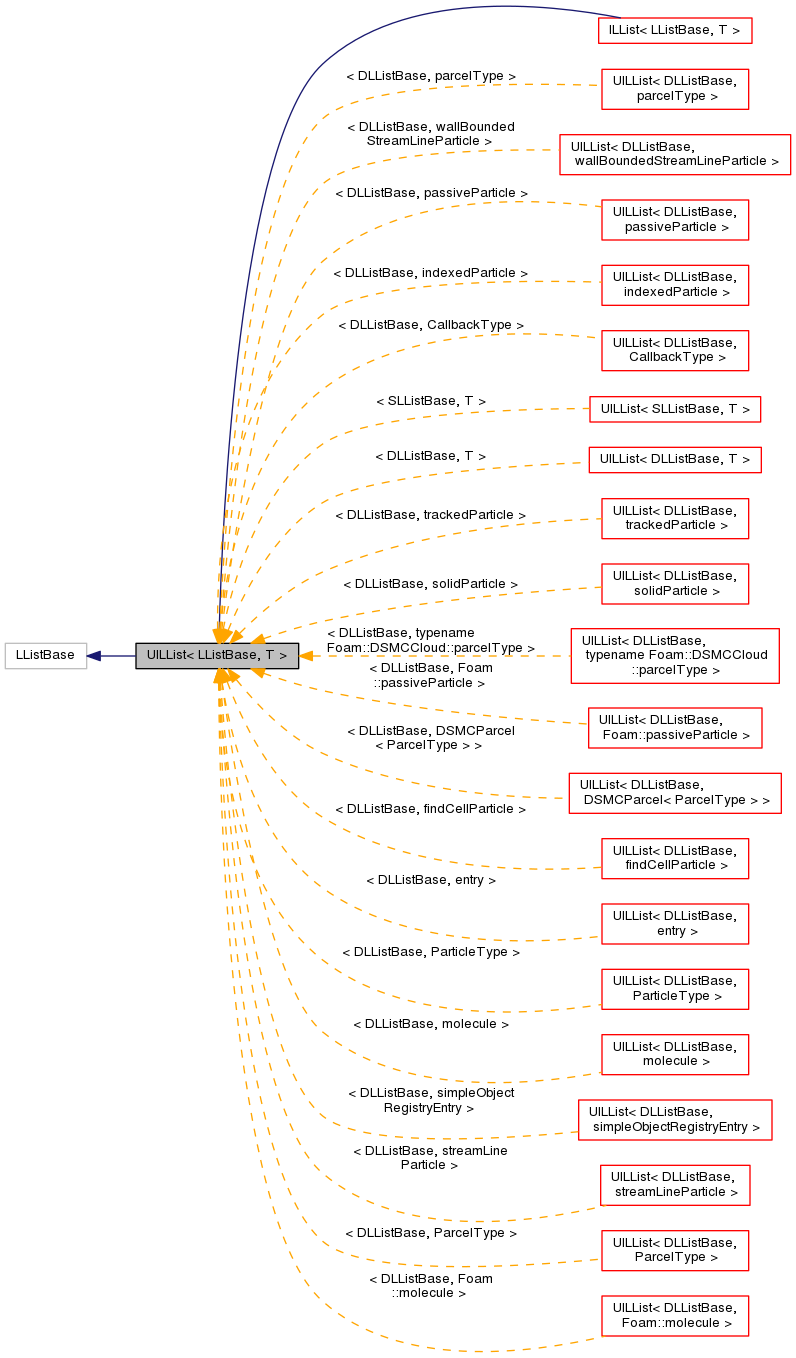 ILList< LListBase, T >
< DLListBase, parcelType >
UILList< DLListBase,
parcelType >
< DLListBase, wallBounded
StreamLineParticle >
UILList< DLListBase,
wallBoundedStreamLineParticle >
< DLListBase, passiveParticle >
UILList< DLListBase,
passiveParticle >
< DLListBase, indexedParticle >
UILList< DLListBase,
indexedParticle >
< DLListBase, CallbackType >
UILList< DLListBase,
CallbackType >
< SLListBase, T >
UILList< SLListBase, T >
< DLListBase, T >
UILList< DLListBase, T >
< DLListBase, trackedParticle >
UILList< DLListBase,
trackedParticle >
< DLListBase, solidParticle >
UILList< DLListBase,
solidParticle >
LListBase
UILList< LListBase, T >
< DLListBase, typename
Foam::DSMCCloud::parcelType >
UILList< DLListBase,
typename Foam::DSMCCloud
::parcelType >
< DLListBase, Foam
::passiveParticle >
UILList< DLListBase,
Foam::passiveParticle >
< DLListBase, DSMCParcel
< ParcelType > >
UILList< DLListBase,
DSMCParcel< ParcelType > >
< DLListBase, findCellParticle >
UILList< DLListBase,
findCellParticle >
< DLListBase, entry >
UILList< DLListBase,
entry >
< DLListBase, ParticleType >
UILList< DLListBase,
ParticleType >
< DLListBase, molecule >
UILList< DLListBase,
molecule >
< DLListBase, simpleObject
RegistryEntry >
UILList< DLListBase,
simpleObjectRegistryEntry >
< DLListBase, streamLine
Particle >
UILList< DLListBase,
streamLineParticle >
< DLListBase, ParcelType >
UILList< DLListBase,
ParcelType >
< DLListBase, Foam
::molecule >
UILList< DLListBase,
Foam::molecule >